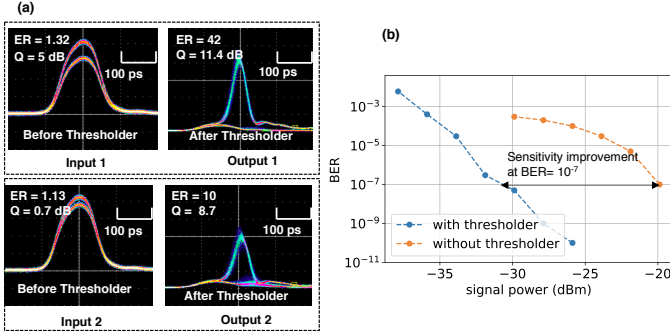 (a)
ER = 1.32
Q = 5 dB
100 ps
Before Thresholder
Input 1
ER = 42
Q = 11.4 dB
100 ps
After Thresholder
Output 1
ER = 1.13
Q = 0.7 dB
100 ps
Before Thresholder
Input 2
ER = 10
Q = 8.7
100 ps
After Thresholder
Output 2
(b)
BER
10⁻³
10⁻⁵
10⁻⁷
10⁻⁹
10⁻¹¹
Sensitivity improvement
at BER= 10⁻⁷
with thresholder
without thresholder
−35
−30
−25
−20
signal power (dBm)